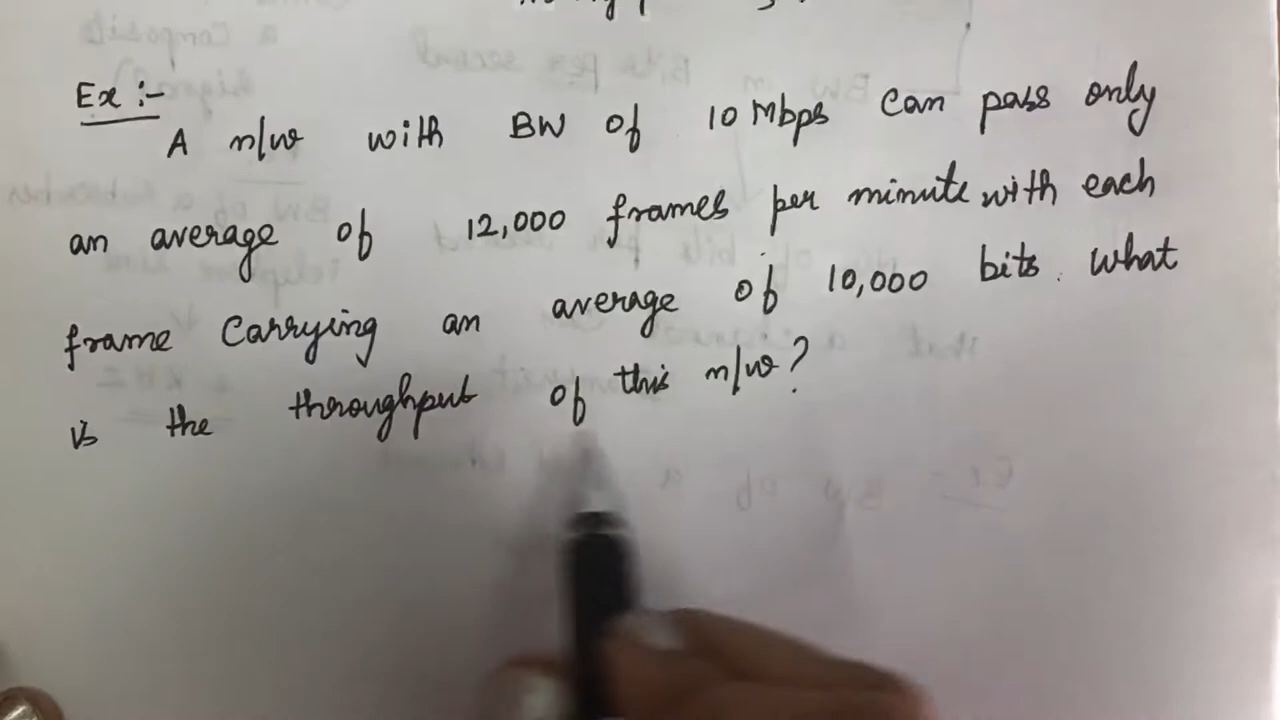 Ex :-
A n/w with BW of 10 Mbps can pass only
an average of 12,000 frames per minute with each
frame carrying an average of 10,000 bits. what
is the throughput of this n/w?